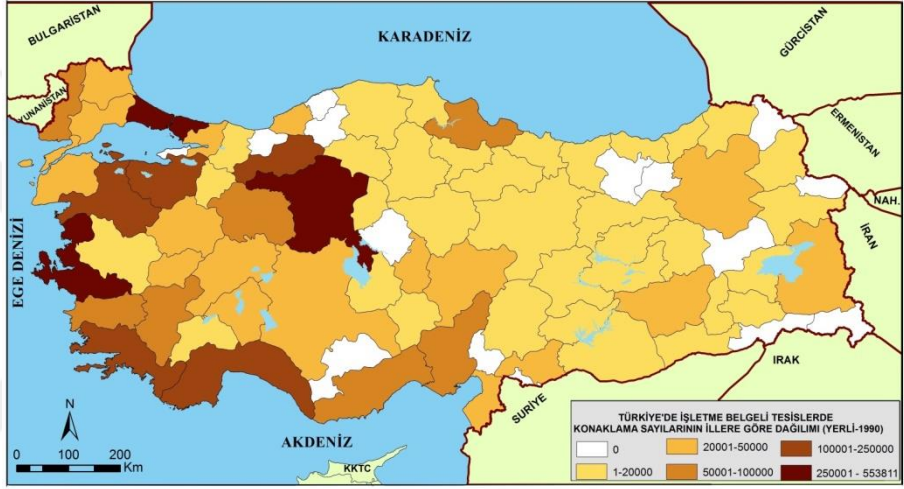 BULGARİSTAN
KARADENİZ
GÜRCİSTAN
YUNANİSTAN
ERMENİSTAN
NAH.
İRAN
EGE DENİZİ
IRAK
SURİYE
AKDENİZ
KKTC
N
0 50 100 200
Km
TÜRKİYE'DE İŞLETME BELGELİ TESİSLERDE
KONAKLAMA SAYILARININ İLLERE GÖRE DAĞILIMI (YERLİ-1990)
0 20001-50000 100001-250000
1-20000 50001-100000 250001 - 553811